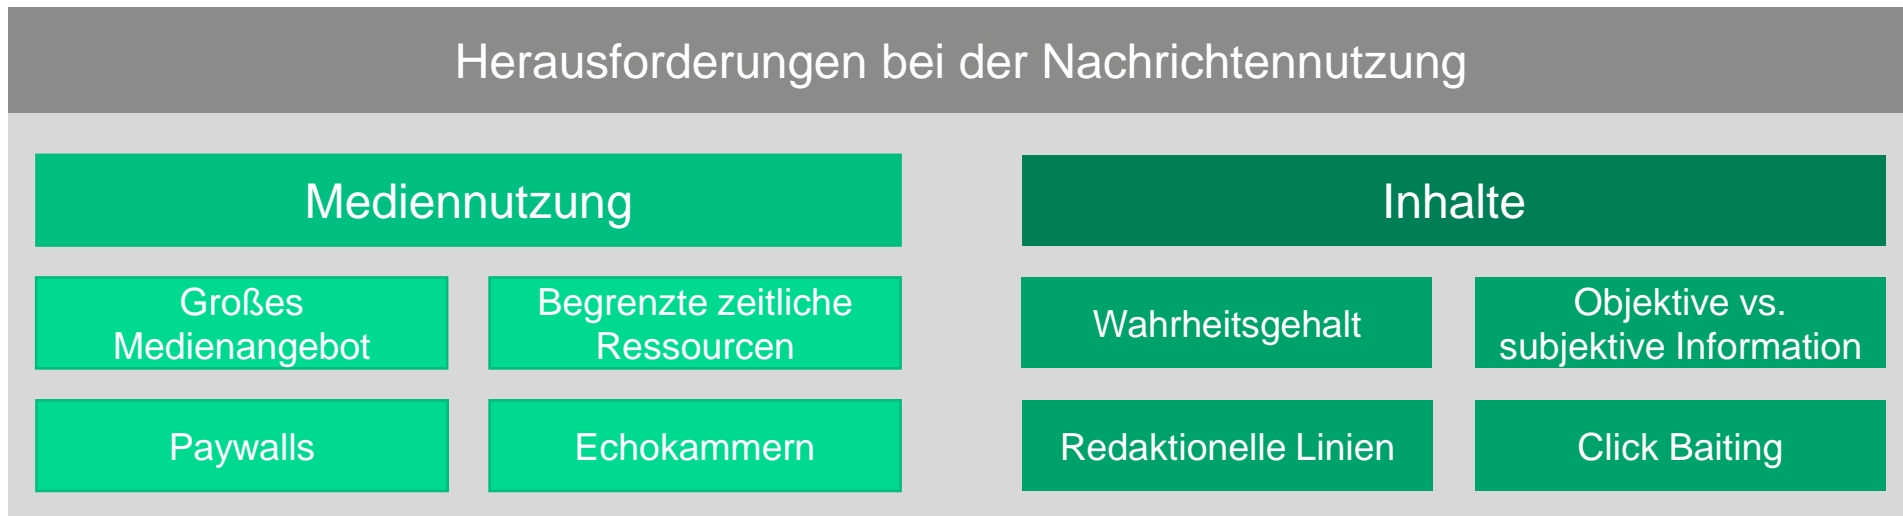 Herausforderungen bei der Nachrichtennutzung
Mediennutzung
Großes
Medienangebot
Begrenzte zeitliche
Ressourcen
Paywalls
Echokammern
Inhalte
Wahrheitsgehalt
Objektive vs.
subjektive Information
Redaktionelle Linien
Click Baiting